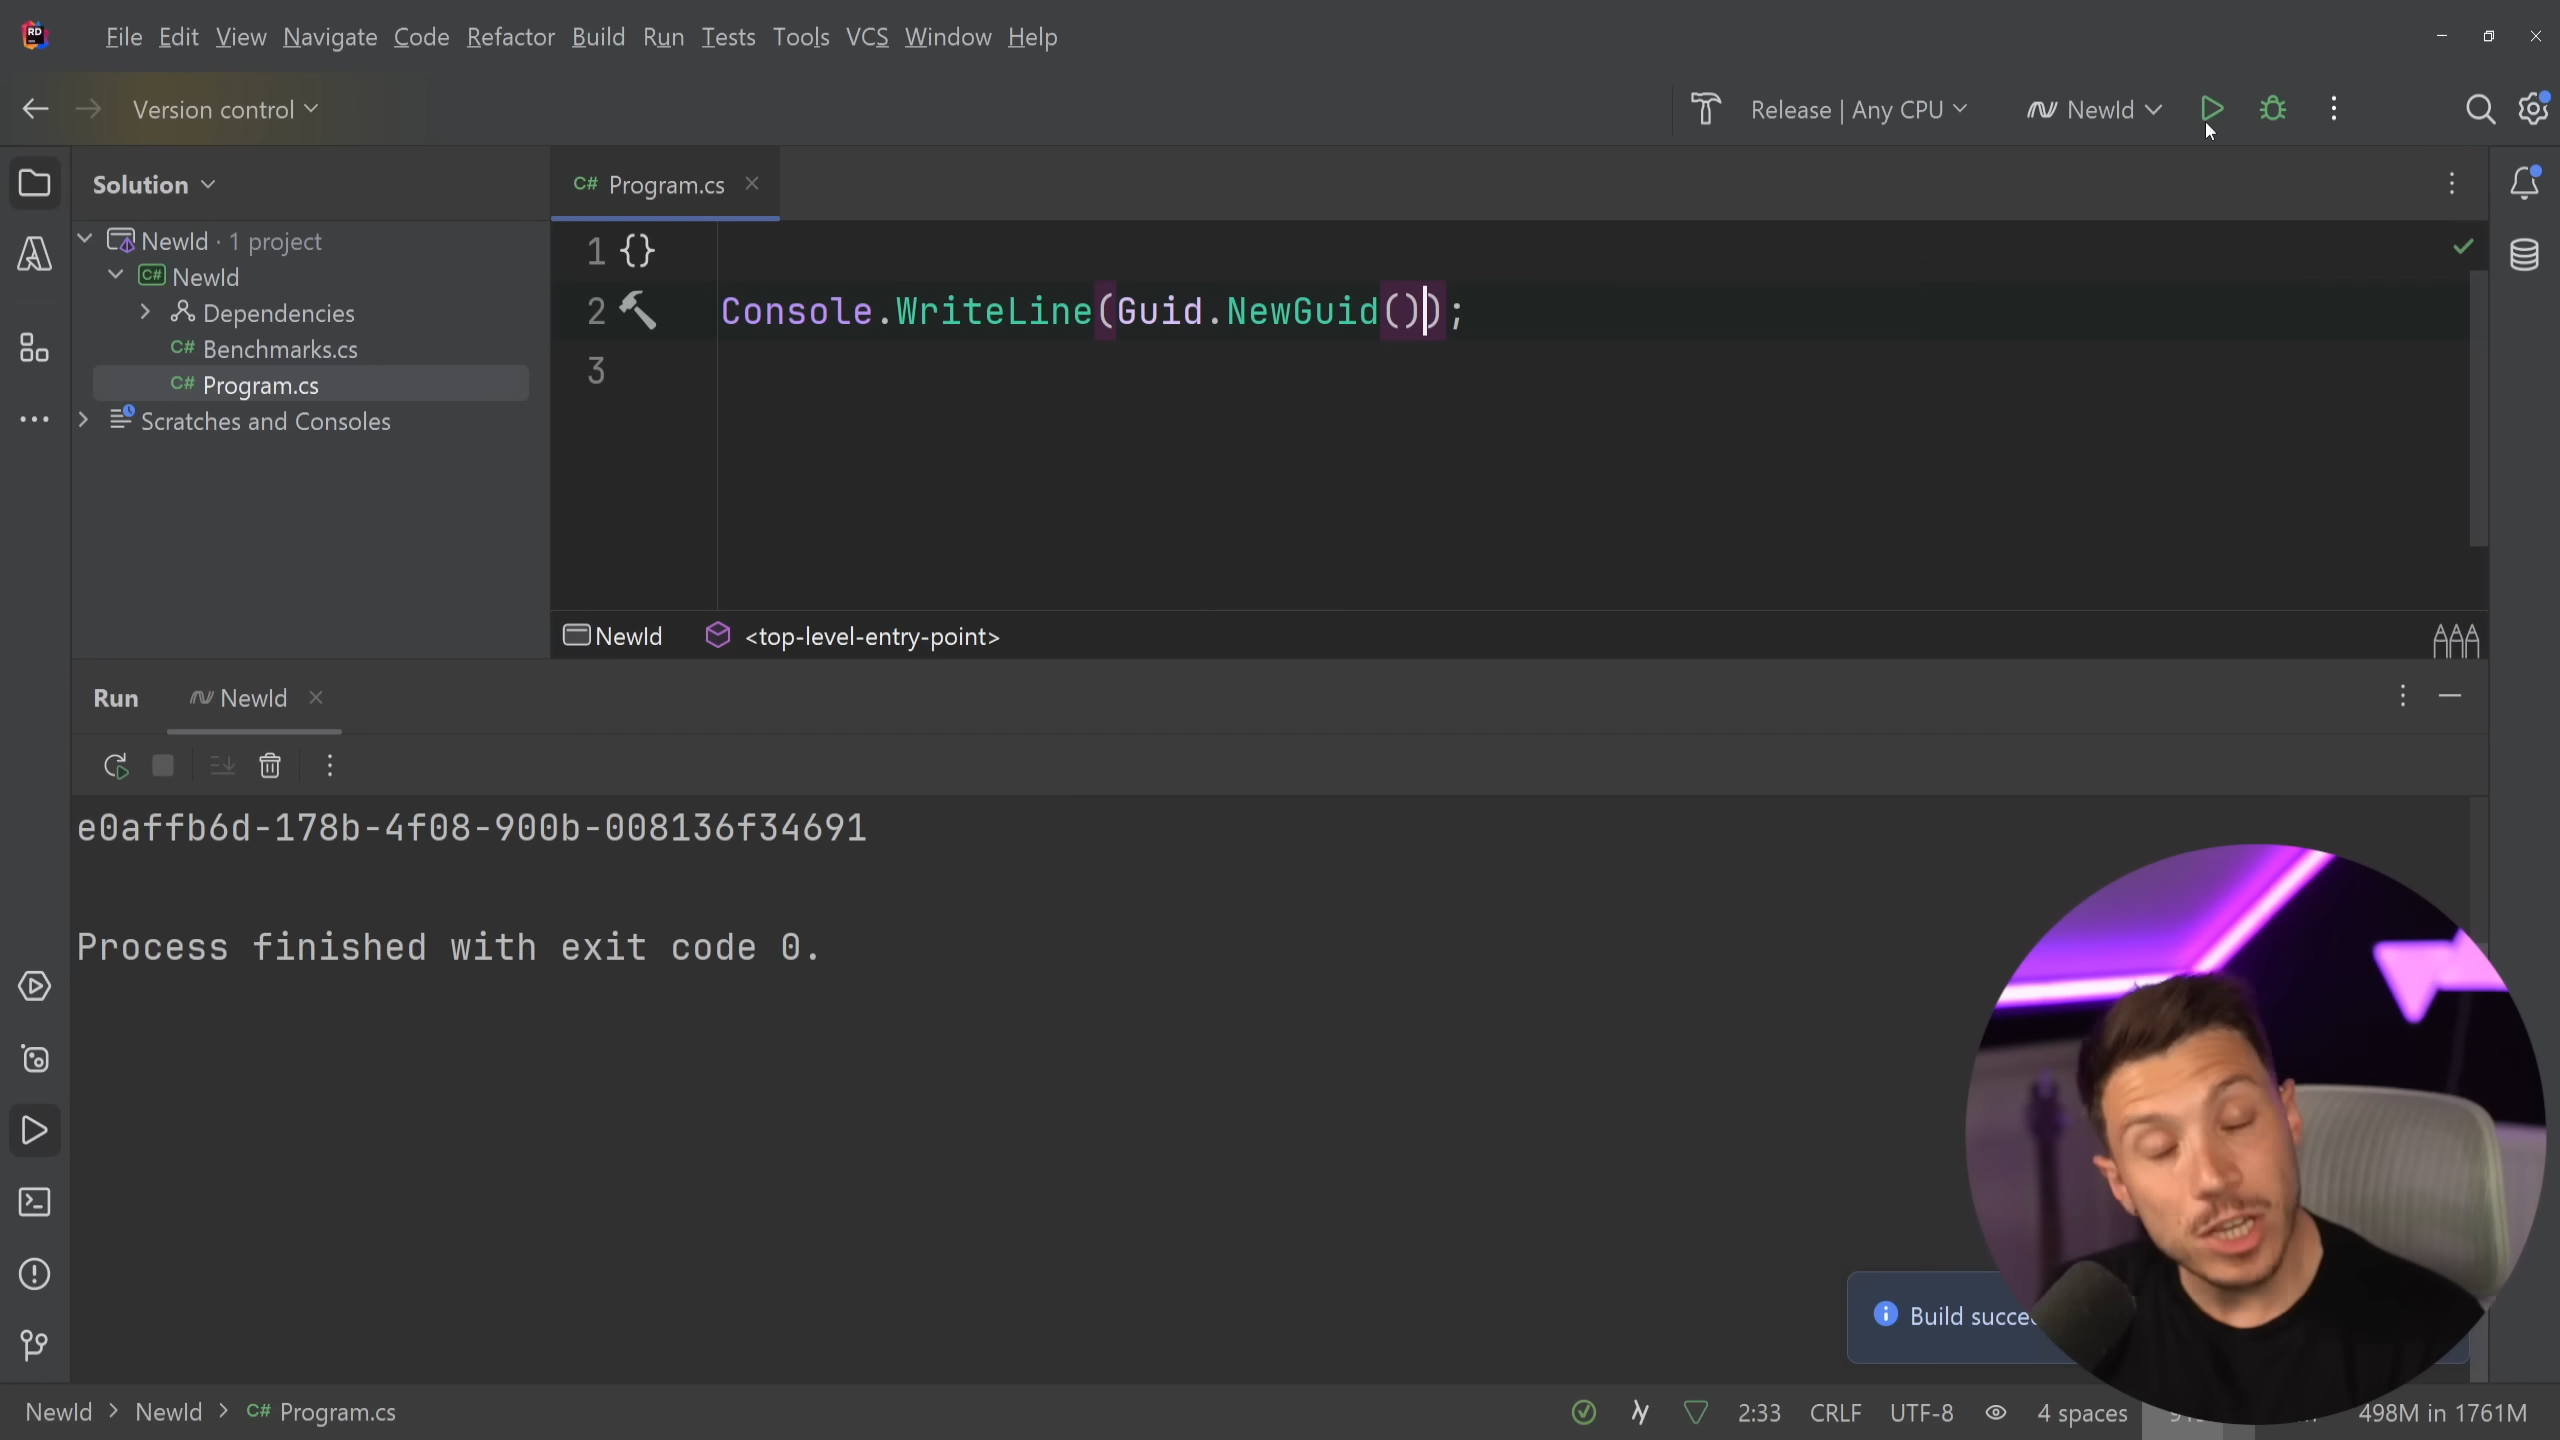 RD
File Edit View Navigate Code Refactor Build Run Tests Tools VCS Window Help
Version control
Release | Any CPU
NewId
Solution
C# Program.cs
NewId · 1 project
C# NewId
Dependencies
C# Benchmarks.cs
C# Program.cs
Scratches and Consoles
1 {}
2 Console.WriteLine(Guid.NewGuid());
3
NewId <top-level-entry-point>
Run NewId
e0affb6d-178b-4f08-900b-008136f34691
Process finished with exit code 0.
Build succe
NewId > NewId > C# Program.cs
2:33 CRLF UTF-8 4 spaces 498M in 1761M